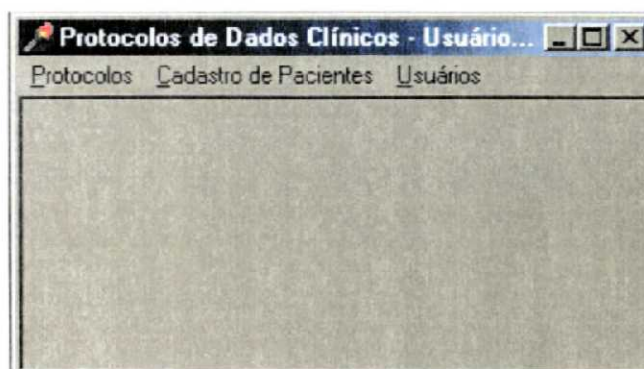 Protocolos de Dados Clínicos - Usuário...
Protocolos Cadastro de Pacientes Usuários